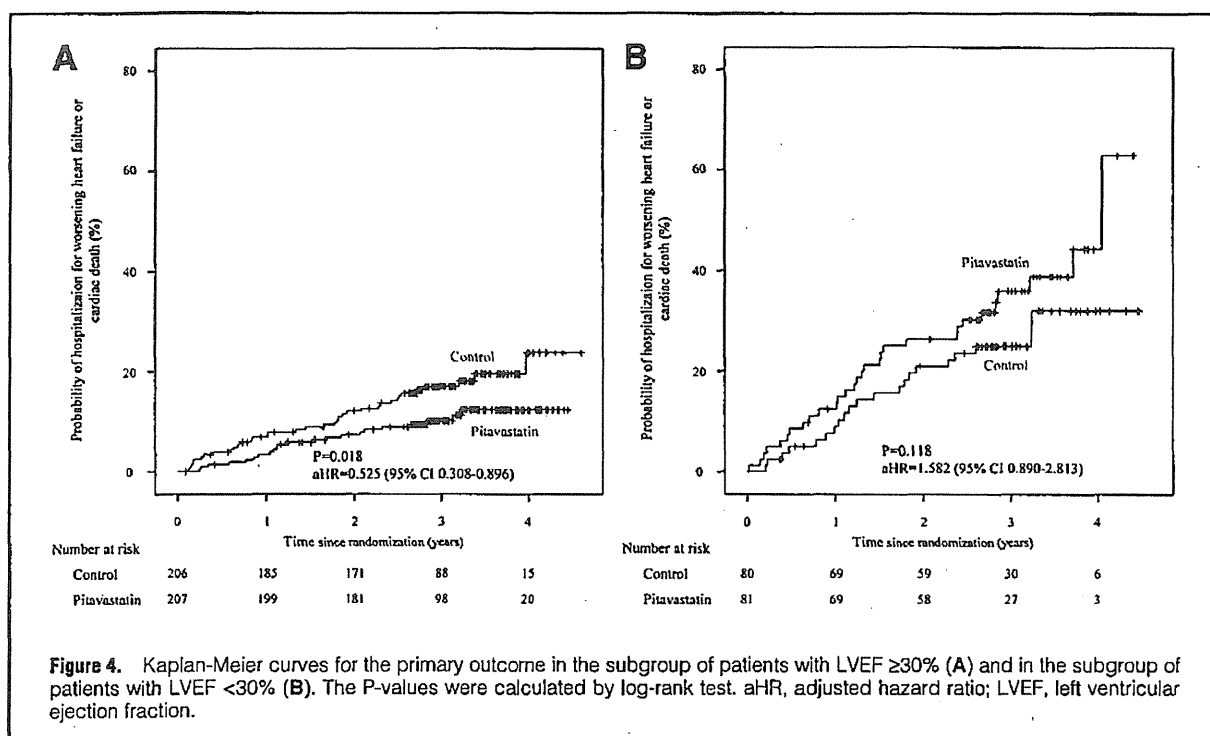 A
Probability of hospitalizaion for worsening heart failure or
cardiac death (%)
80
60
40
20
0
Control
Pitavastatin
P=0.018
aHR=0.525 (95% CI 0.308-0.896)
0 1 2 3 4
Time since randomization (years)
Number at risk
Control 206 185 171 88 15
Pitavastatin 207 199 181 98 20
B
Probability of hospitalizaion for worsening heart failure or
cardiac death (%)
80
60
40
20
0
Pitavastatin
Control
P=0.118
aHR=1.582 (95% CI 0.890-2.813)
0 1 2 3 4
Time since randomization (years)
Number at risk
Control 80 69 59 30 6
Pitavastatin 81 69 58 27 3
Figure 4. Kaplan-Meier curves for the primary outcome in the subgroup of patients with LVEF ≥30% (A) and in the subgroup of
patients with LVEF <30% (B). The P-values were calculated by log-rank test. aHR, adjusted hazard ratio; LVEF, left ventricular
ejection fraction.